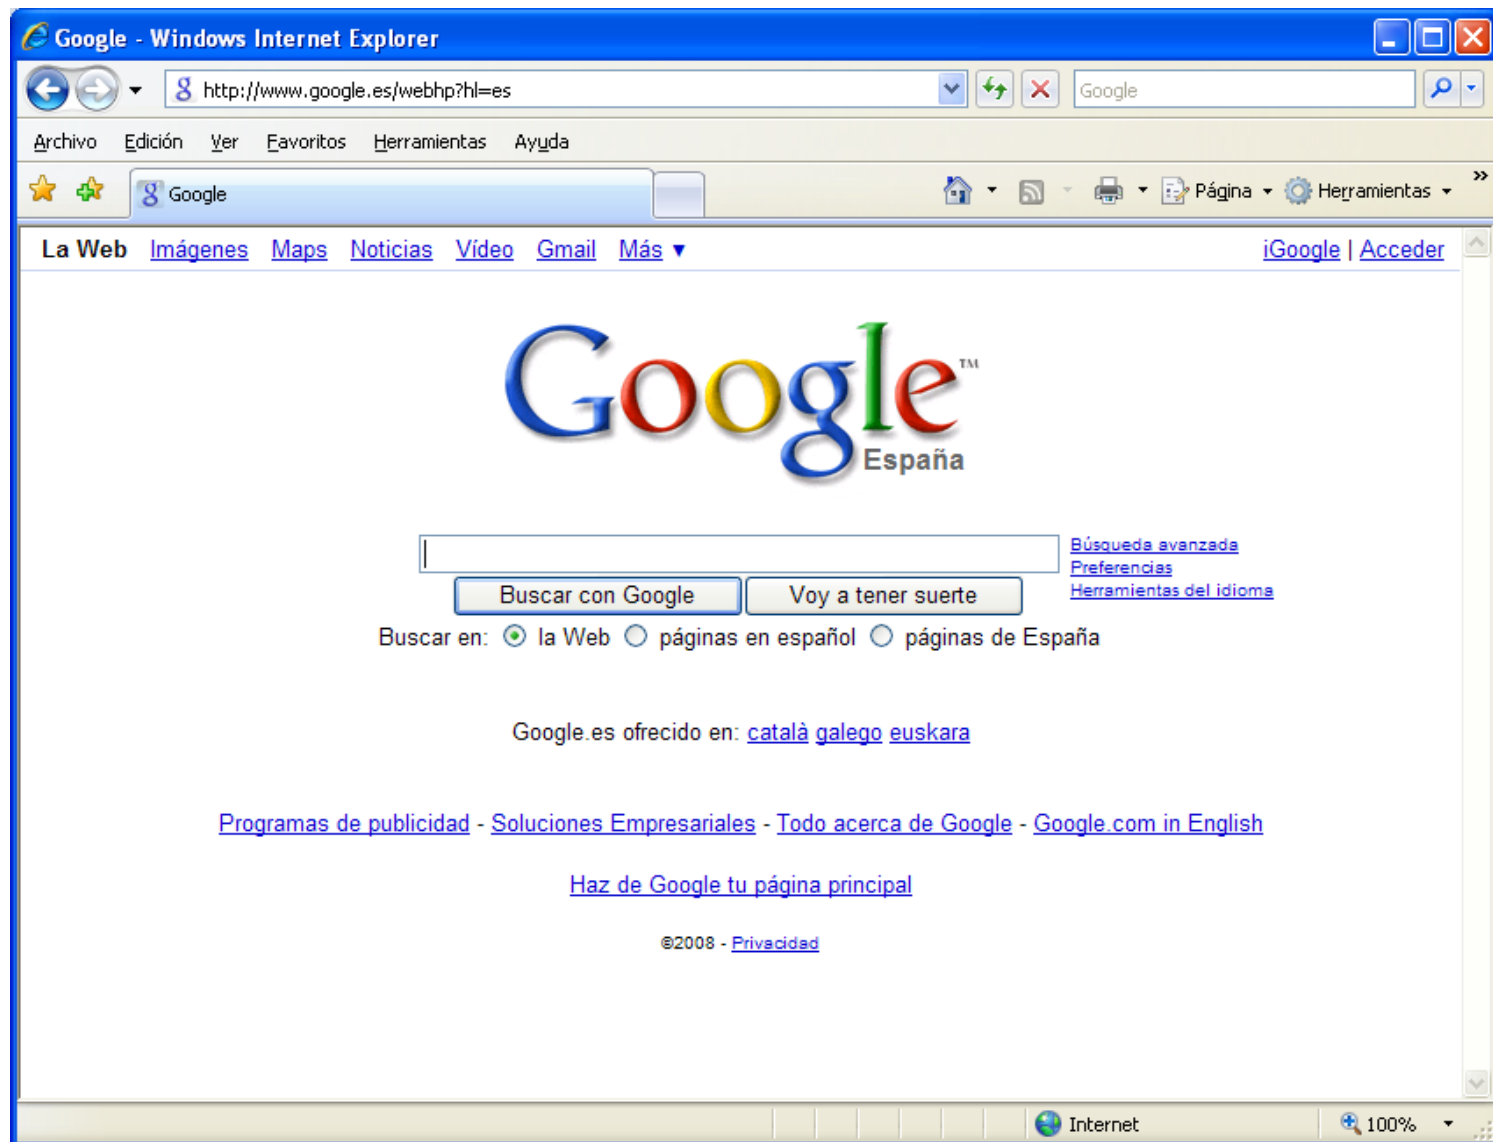 Google - Windows Internet Explorer
http://www.google.es/webhp?hl=es Google
Archivo Edición Ver Favoritos Herramientas Ayuda
Google Página Herramientas »
La Web Imágenes Maps Noticias Vídeo Gmail Más ▼ iGoogle | Acceder
Google™
España
Búsqueda avanzada
Preferencias
Buscar con Google Voy a tener suerte Herramientas del idioma
Buscar en: la Web páginas en español páginas de España
Google.es ofrecido en: català galego euskara
Programas de publicidad - Soluciones Empresariales - Todo acerca de Google - Google.com in English
Haz de Google tu página principal
©2008 - Privacidad
Internet 100%